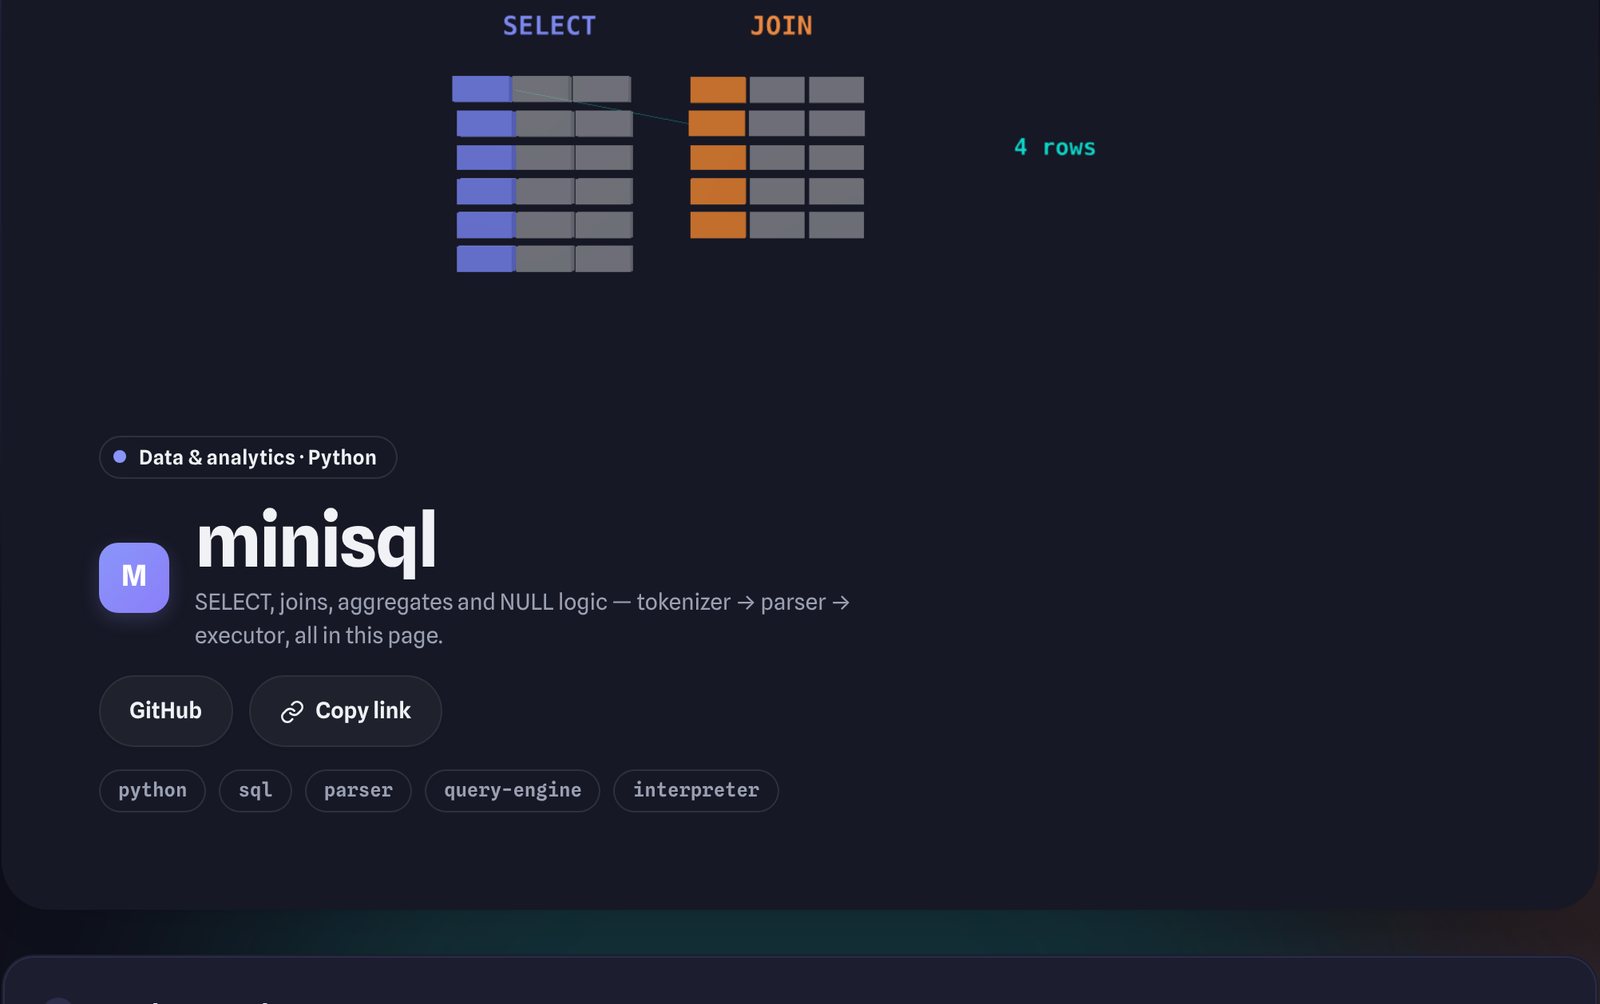 SELECT JOIN
4 rows
Data & analytics · Python
M
minisql
SELECT, joins, aggregates and NULL logic — tokenizer → parser →
executor, all in this page.
GitHub
Copy link
python sql parser query-engine interpreter